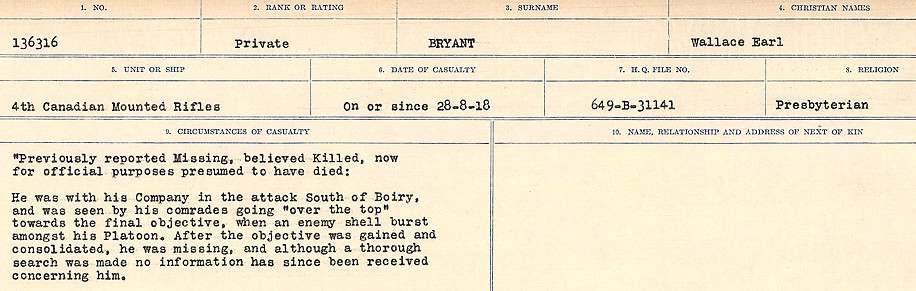 1. NO. 2. RANK OR RATING 3. SURNAME 4. CHRISTIAN NAMES
136316 Private BRYANT Wallace Earl
5. UNIT OR SHIP 6. DATE OF CASUALTY 7. H.Q. FILE NO. 8. RELIGION
4th Canadian Mounted Rifles On or since 28-8-18 649-B-31141 Presbyterian
9. CIRCUMSTANCES OF CASUALTY 10. NAME, RELATIONSHIP AND ADDRESS OF NEXT OF KIN
"Previously reported Missing, believed Killed, now
for official purposes presumed to have died:
He was with his Company in the attack South of Boiry,
and was seen by his comrades going "over the top"
towards the final objective, when an enemy shell burst
amongst his Platoon. After the objective was gained and
consolidated, he was missing, and although a thorough
search was made no information has since been received
concerning him.